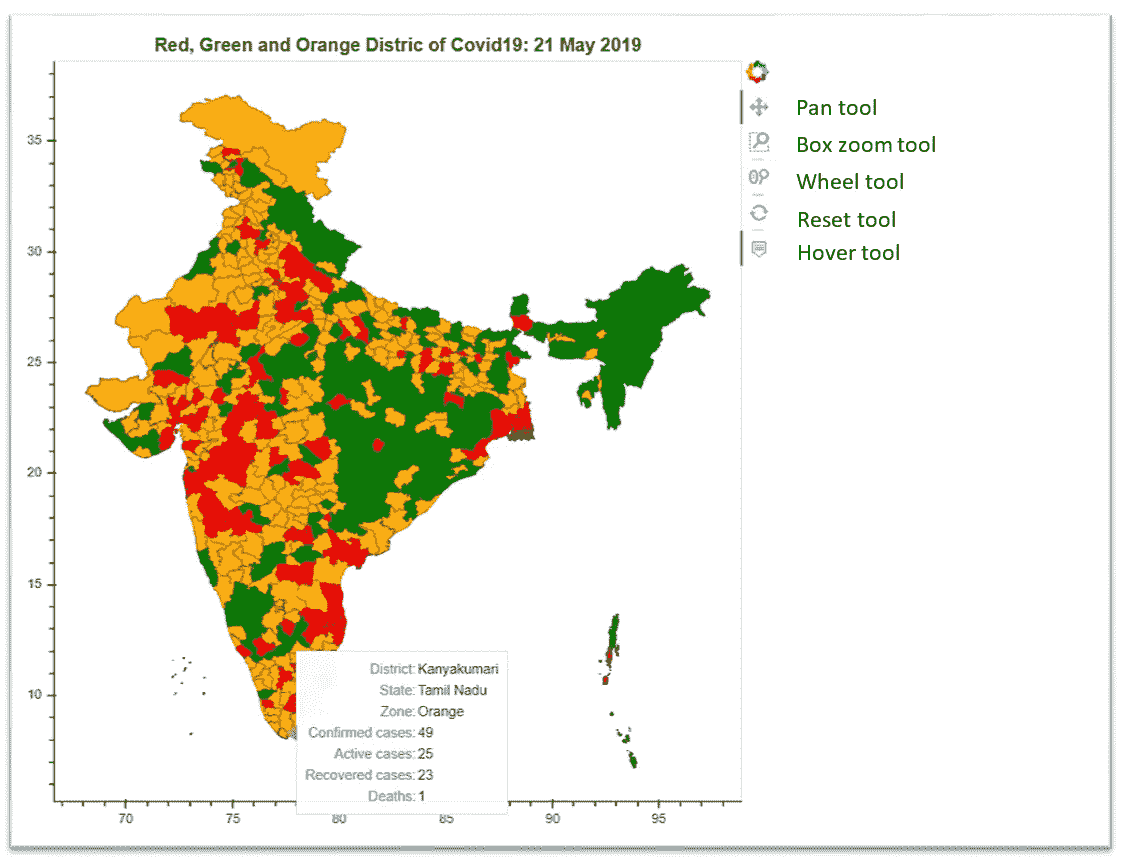 Red, Green and Orange Distric of Covid19: 21 May 2019
Pan tool
Box zoom tool
Wheel tool
Reset tool
Hover tool
35
30
25
20
15
10
District: Kanyakumari
State: Tamil Nadu
Zone: Orange
Confirmed cases: 49
Active cases: 25
Recovered cases: 23
Deaths: 1
70
75
80
85
90
95